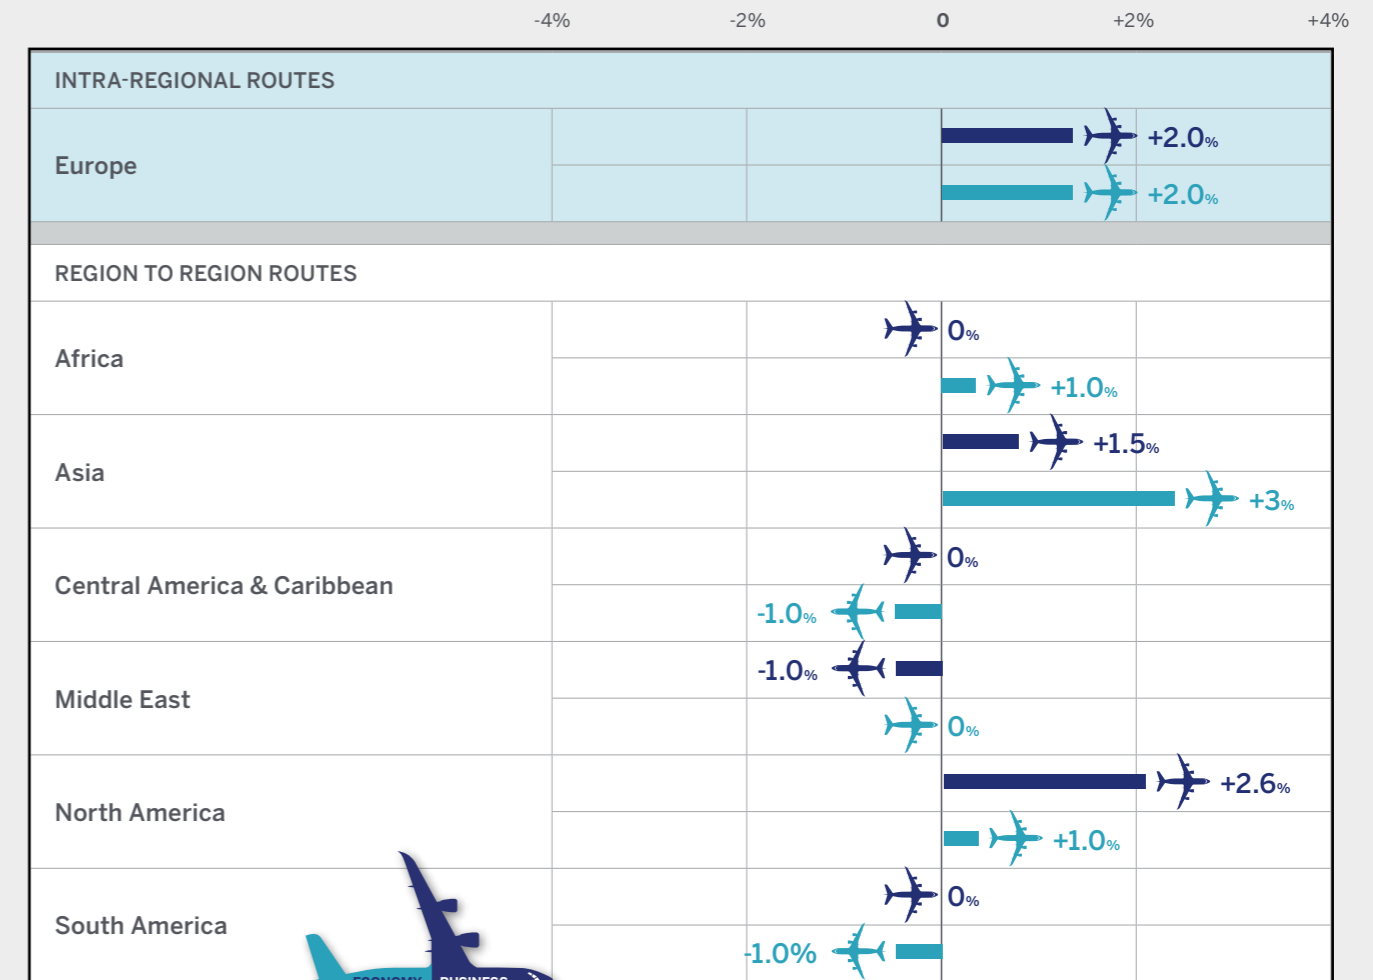 -4% -2% 0 +2% +4%
INTRA-REGIONAL ROUTES
+2.0%
Europe
+2.0%
REGION TO REGION ROUTES
0%
Africa
+1.0%
+1.5%
Asia
+3%
0%
Central America & Caribbean
-1.0%
-1.0%
Middle East
0%
+2.6%
North America
+1.0%
0%
South America
-1.0%
ECONOMY BUSINESS